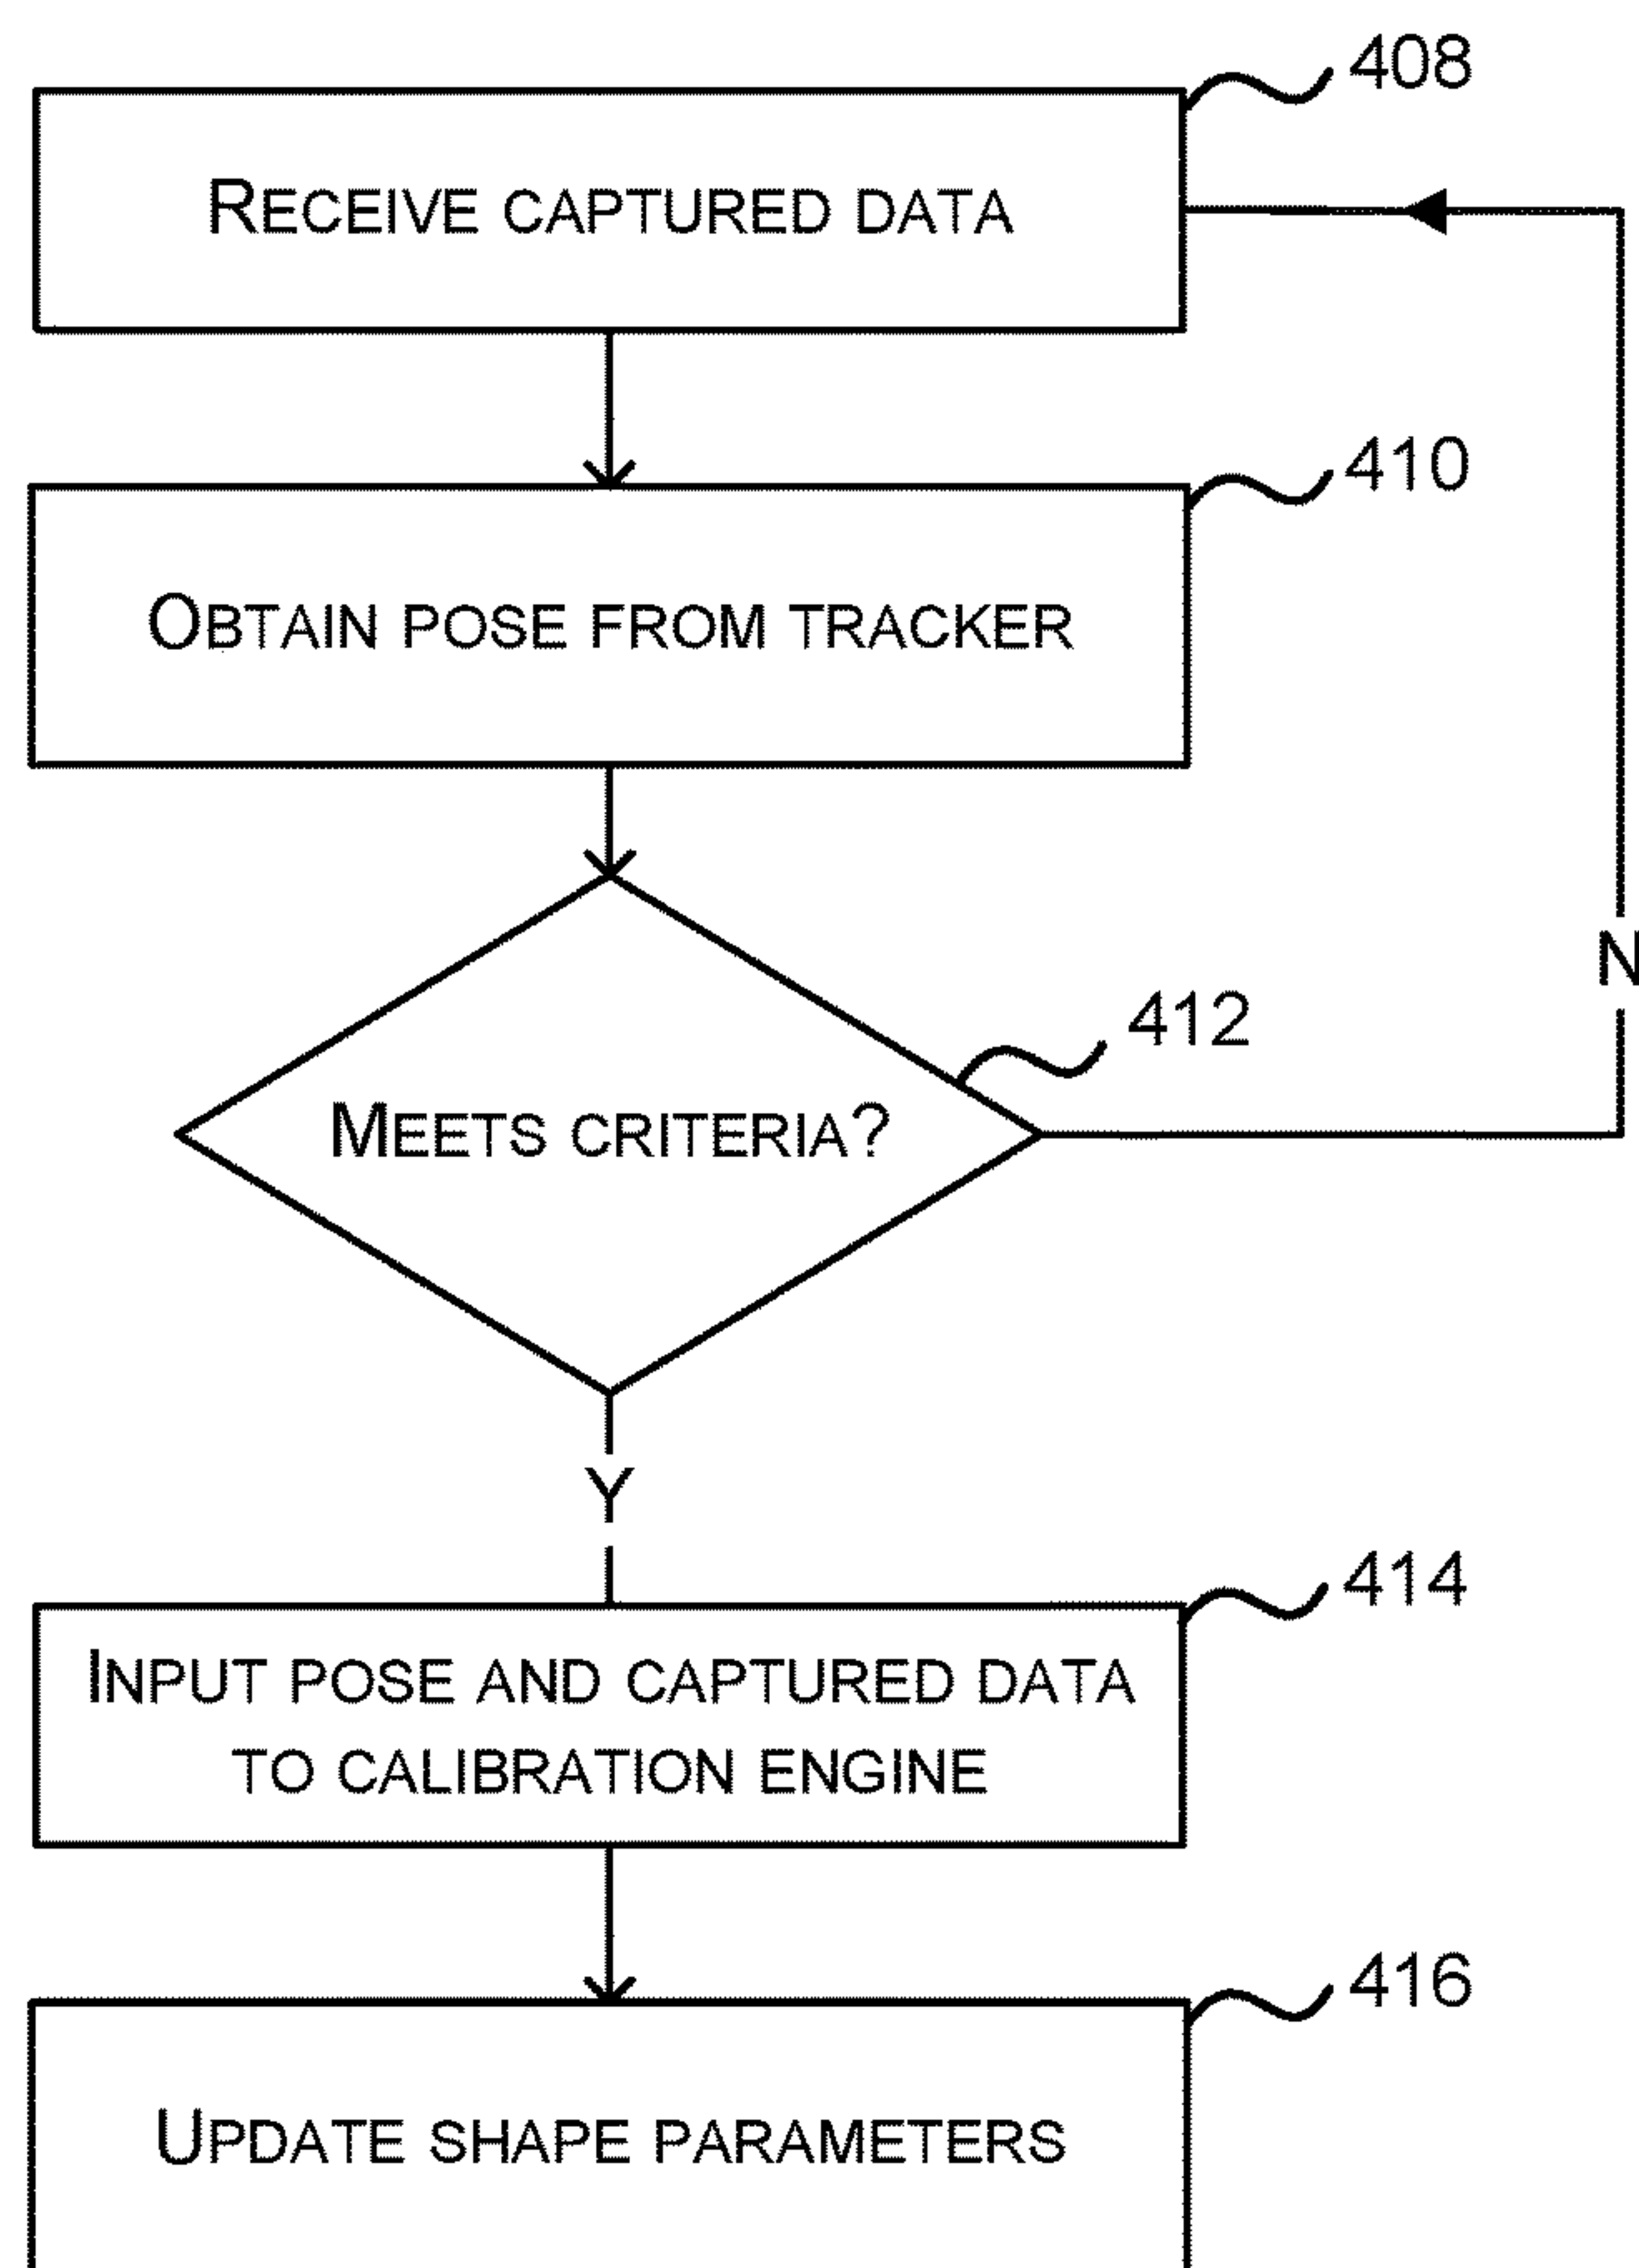 408
RECEIVE CAPTURED DATA
410
OBTAIN POSE FROM TRACKER
412
MEETS CRITERIA?
N
Y
414
INPUT POSE AND CAPTURED DATA
TO CALIBRATION ENGINE
416
UPDATE SHAPE PARAMETERS